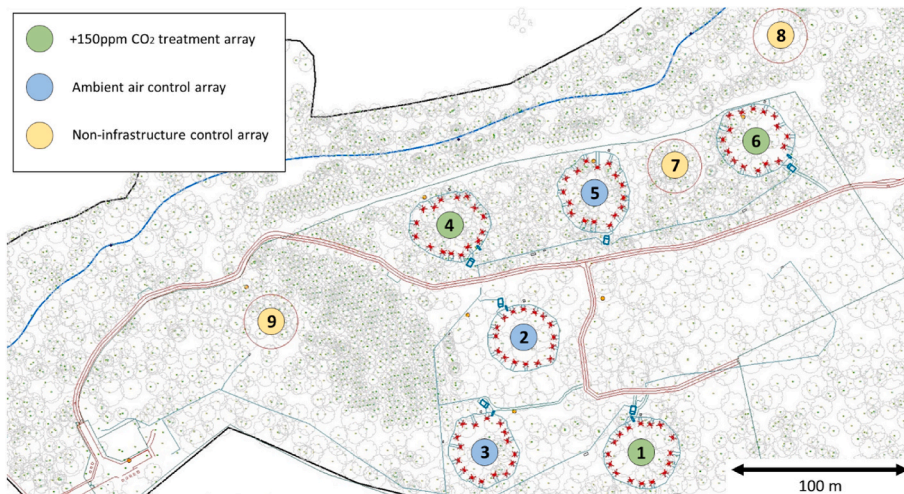 +150ppm CO₂ treatment array
Ambient air control array
Non-infrastructure control array
8
6
7
5
4
9
2
3
1
100 m